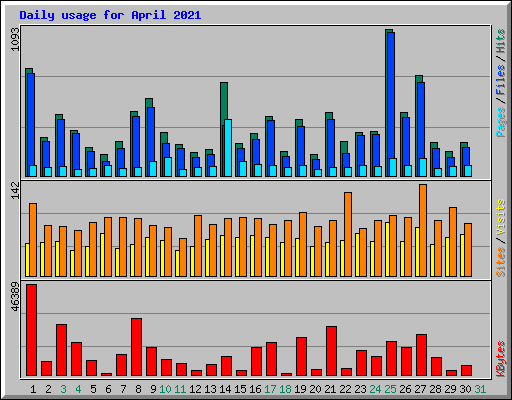 Daily usage for April 2021
1093
Pages / Files / Hits
142
Sites / Visits
46389
KBytes
1 2 3 4 5 6 7 8 9 10 11 12 13 14 15 16 17 18 19 20 21 22 23 24 25 26 27 28 29 30 31